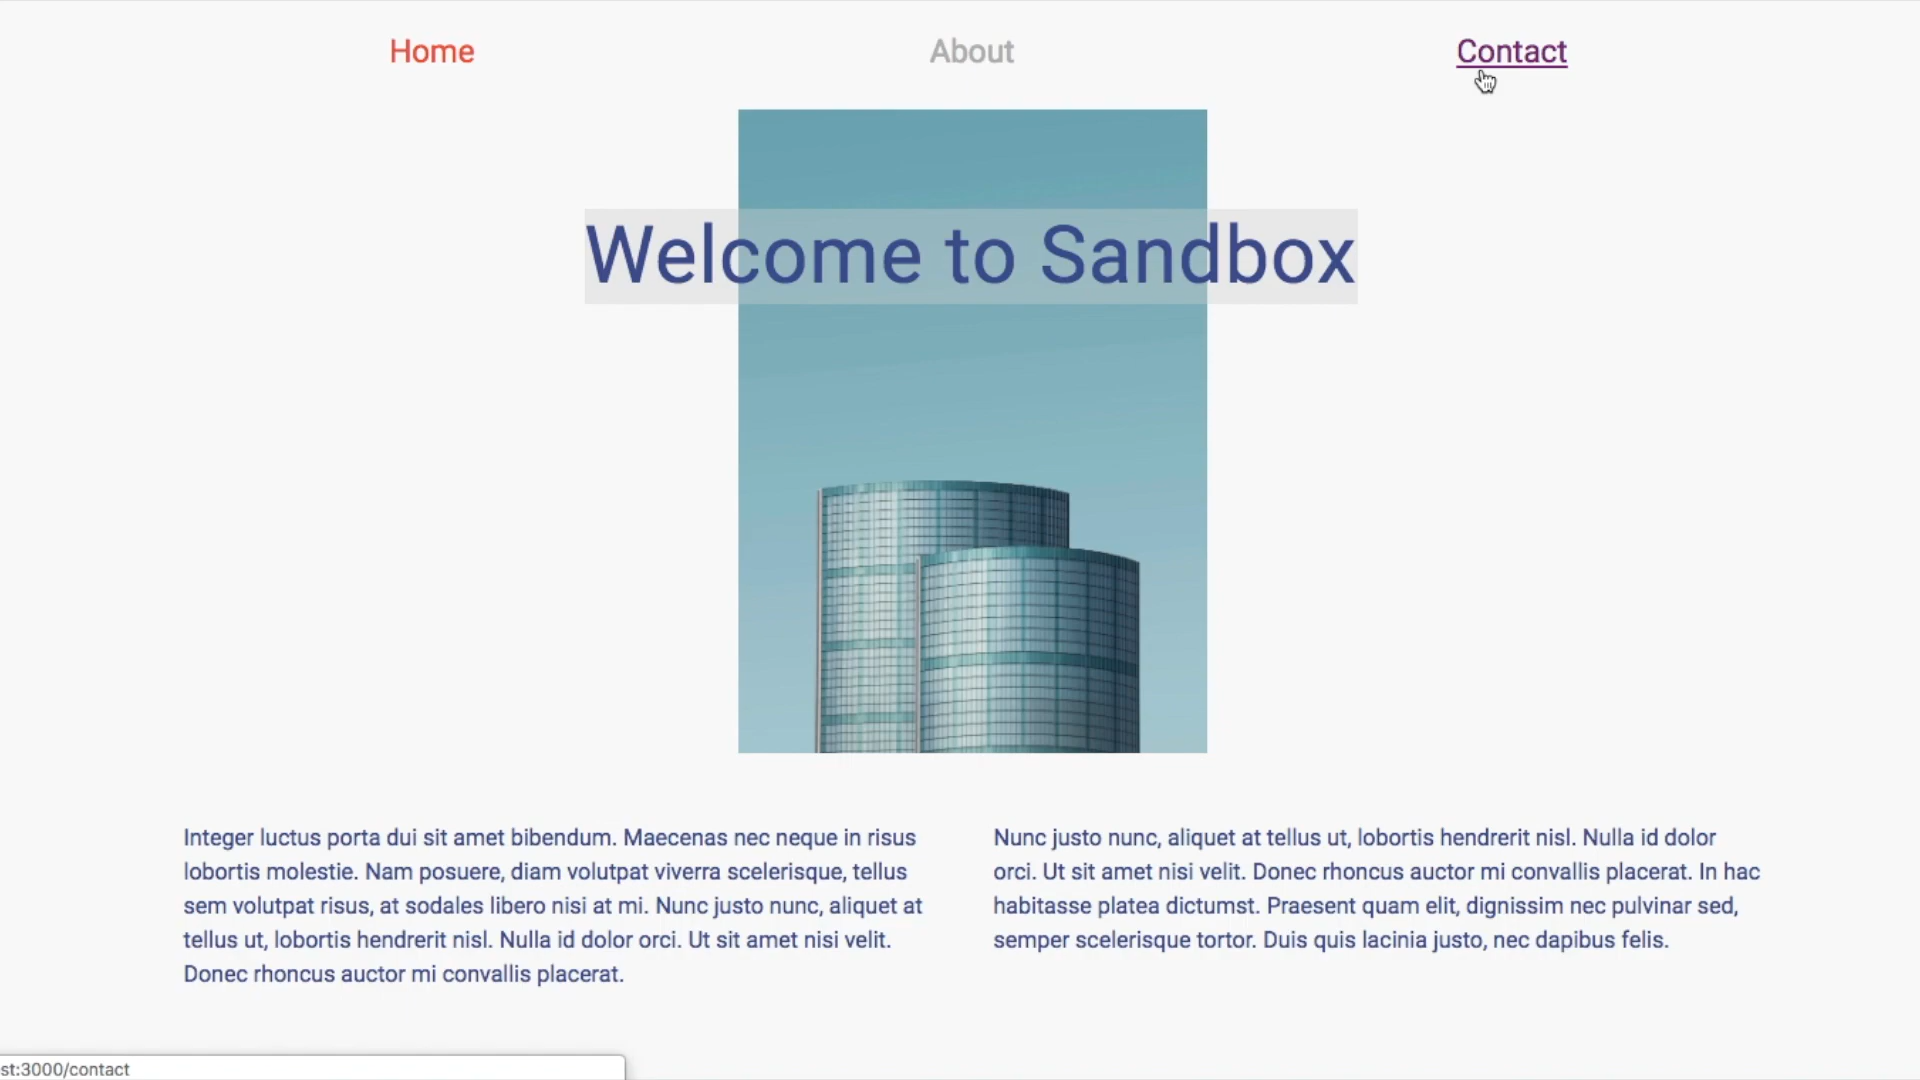 Home
About
Contact
Welcome to Sandbox
Integer luctus porta dui sit amet bibendum. Maecenas nec neque in risus
lobortis molestie. Nam posuere, diam volutpat viverra scelerisque, tellus
sem volutpat risus, at sodales libero nisi at mi. Nunc justo nunc, aliquet at
tellus ut, lobortis hendrerit nisl. Nulla id dolor orci. Ut sit amet nisi velit.
Donec rhoncus auctor mi convallis placerat.
Nunc justo nunc, aliquet at tellus ut, lobortis hendrerit nisl. Nulla id dolor
orci. Ut sit amet nisi velit. Donec rhoncus auctor mi convallis placerat. In hac
habitasse platea dictumst. Praesent quam elit, dignissim nec pulvinar sed,
semper scelerisque tortor. Duis quis lacinia justo, nec dapibus felis.
st:3000/contact